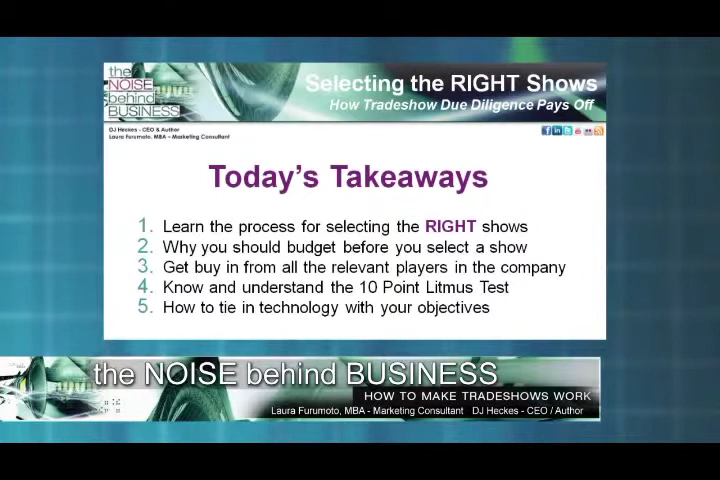 the
NOISE
behind
BUSINESS
Selecting the RIGHT Shows
How Tradeshow Due Diligence Pays Off
DJ Heckes - CEO & Author
Laura Furumoto, MBA - Marketing Consultant
Today's Takeaways
1. Learn the process for selecting the RIGHT shows
2. Why you should budget before you select a show
3. Get buy in from all the relevant players in the company
4. Know and understand the 10 Point Litmus Test
5. How to tie in technology with your objectives
the NOISE behind BUSINESS
HOW TO MAKE TRADESHOWS WORK
Laura Furumoto, MBA - Marketing Consultant DJ Heckes - CEO / Author